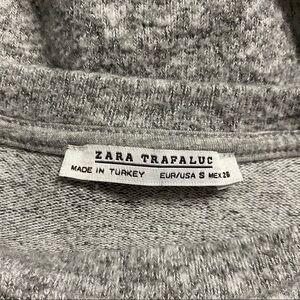 ZARA TRAFALUC
MADE IN TURKEY EUR/USA S MEX 26